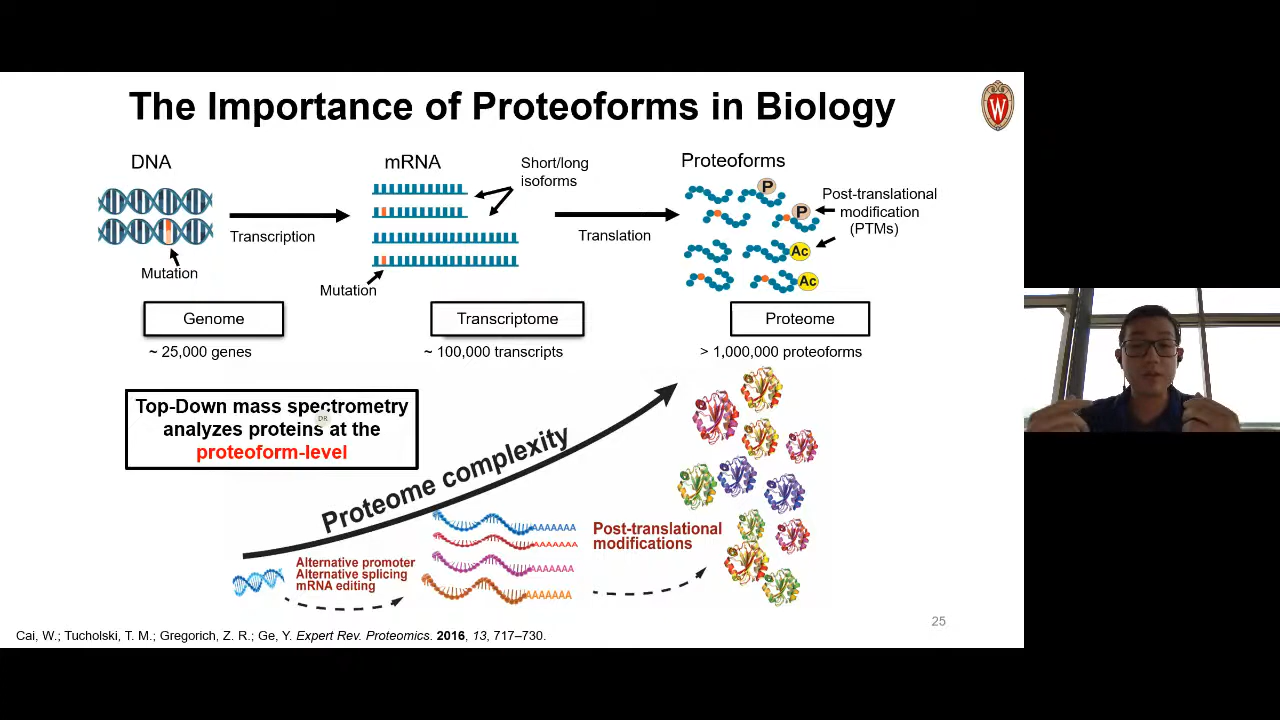 The Importance of Proteoforms in Biology
W
DNA
mRNA
Short/long
isoforms
Proteoforms
P
P
Ac
Ac
Post-translational
modification
(PTMs)
Transcription
Translation
Mutation
Mutation
Genome
Transcriptome
Proteome
~ 25,000 genes
~ 100,000 transcripts
> 1,000,000 proteoforms
Top-Down mass spectrometry
analyzes proteins at the
proteoform-level
DR
Proteome complexity
Alternative promoter
Alternative splicing
mRNA editing
AAAAAAA
AAAAAAA
AAAAAAA
AAAAAAA
Post-translational
modifications
25
Cai, W.; Tucholski, T. M.; Gregorich, Z. R.; Ge, Y. Expert Rev. Proteomics. 2016, 13, 717–730.